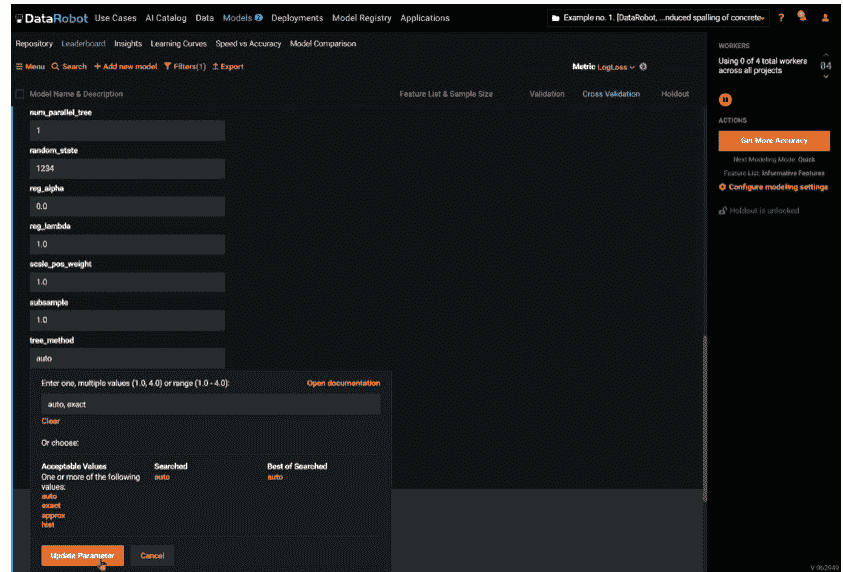 DataRobot Use Cases AI Catalog Data Models Deployments Model Registry Applications Example no. 1. [DataRobot, ...nduced spalling of concrete ?
Repository Leaderboard Insights Learning Curves Speed vs Accuracy Model Comparison
Menu Search + Add new model Filters(1) Export Metric LogLoss
Model Name & Description Feature List & Sample Size Validation Cross Validation Holdout
WORKERS
Using 0 of 4 total workers
across all projects
04
ACTIONS
Get More Accuracy
Next Modeling Mode: Quick
Feature List: Informative Features
Configure modeling settings
Holdout is unlocked
num_parallel_tree
1
random_state
1234
reg_alpha
0.0
reg_lambda
1.0
scale_pos_weight
1.0
subsample
1.0
tree_method
auto
Enter one, multiple values (1.0, 4.0) or range (1.0 - 4.0): Open documentation
auto, exact
Clear
Or choose:
Acceptable Values Searched Best of Searched
One or more of the following auto auto
values:
auto
exact
approx
hist
Update Parameter Cancel